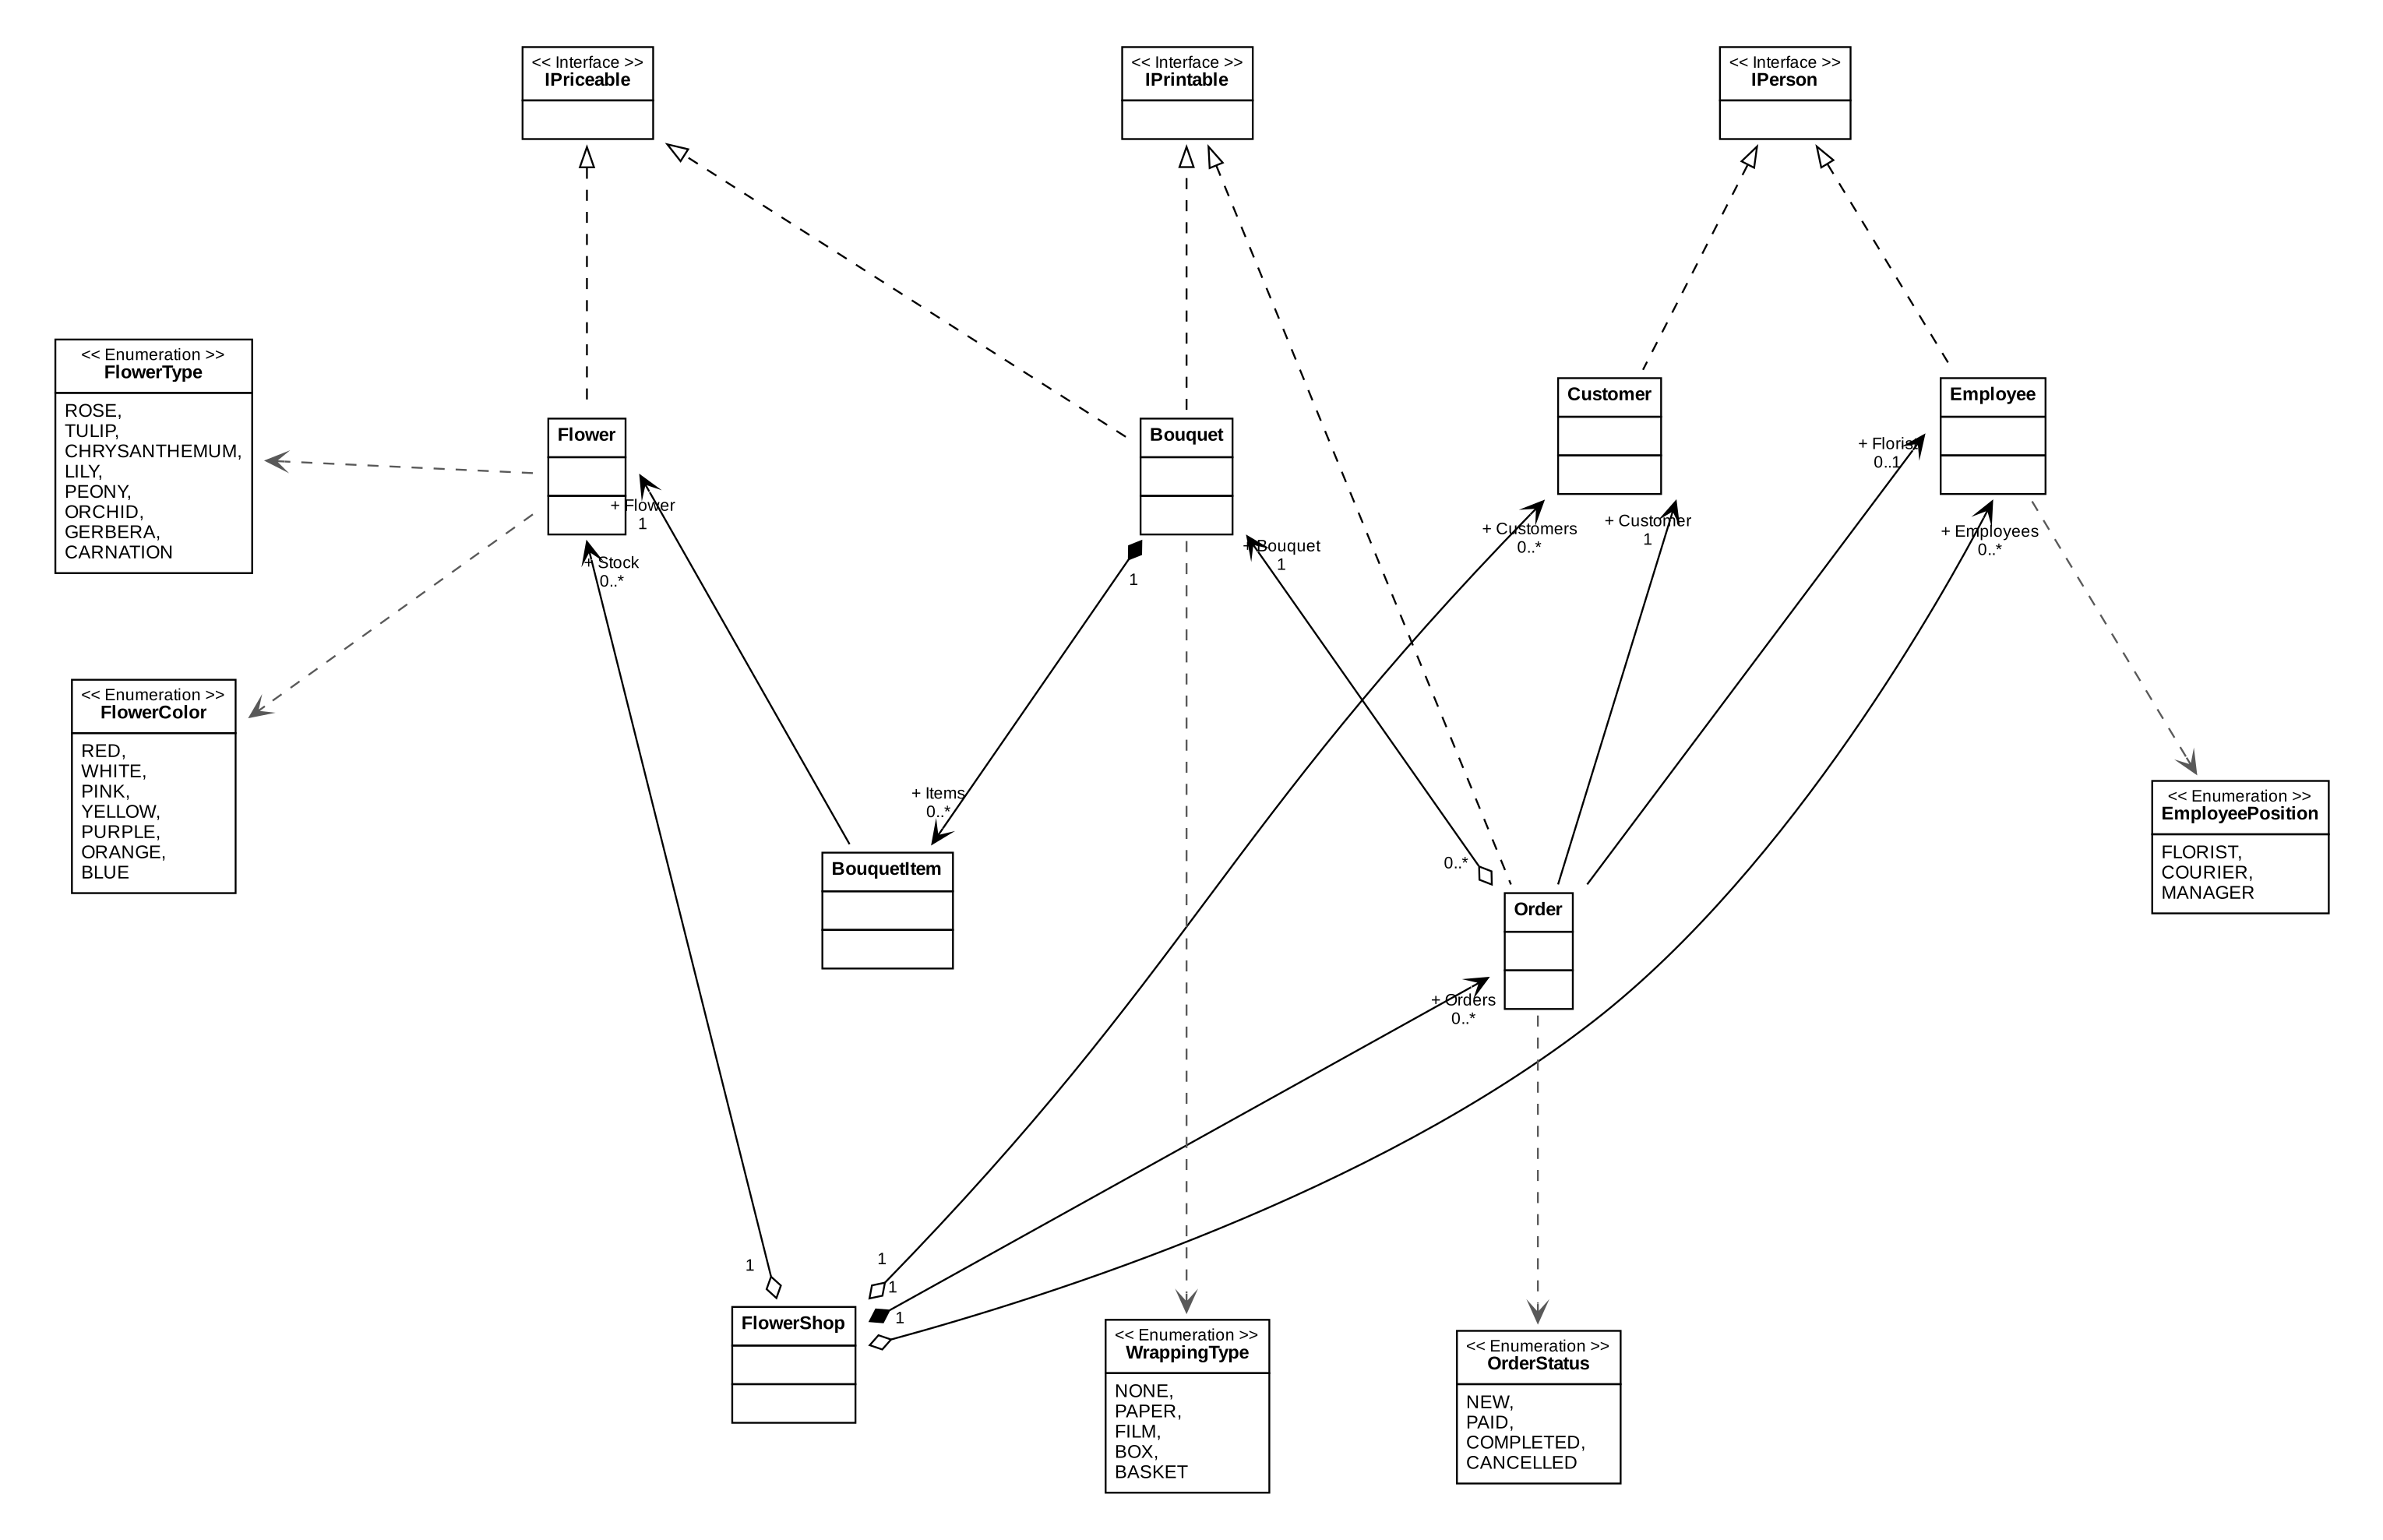 << Interface >>
IPriceable
<< Interface >>
IPrintable
<< Interface >>
IPerson
<< Enumeration >>
FlowerType
ROSE,
TULIP,
CHRYSANTHEMUM,
LILY,
PEONY,
ORCHID,
GERBERA,
CARNATION
Flower
+ Flower
1
+ Stock
0..*
Bouquet
1
+ Bouquet
1
Customer
+ Customers
0..*
+ Customer
1
Employee
+ Florist
0..1
+ Employees
0..*
<< Enumeration >>
FlowerColor
RED,
WHITE,
PINK,
YELLOW,
PURPLE,
ORANGE,
BLUE
+ Items
0..*
BouquetItem
0..*
Order
+ Orders
0..*
<< Enumeration >>
EmployeePosition
FLORIST,
COURIER,
MANAGER
1
1
1
1
FlowerShop
<< Enumeration >>
WrappingType
NONE,
PAPER,
FILM,
BOX,
BASKET
<< Enumeration >>
OrderStatus
NEW,
PAID,
COMPLETED,
CANCELLED